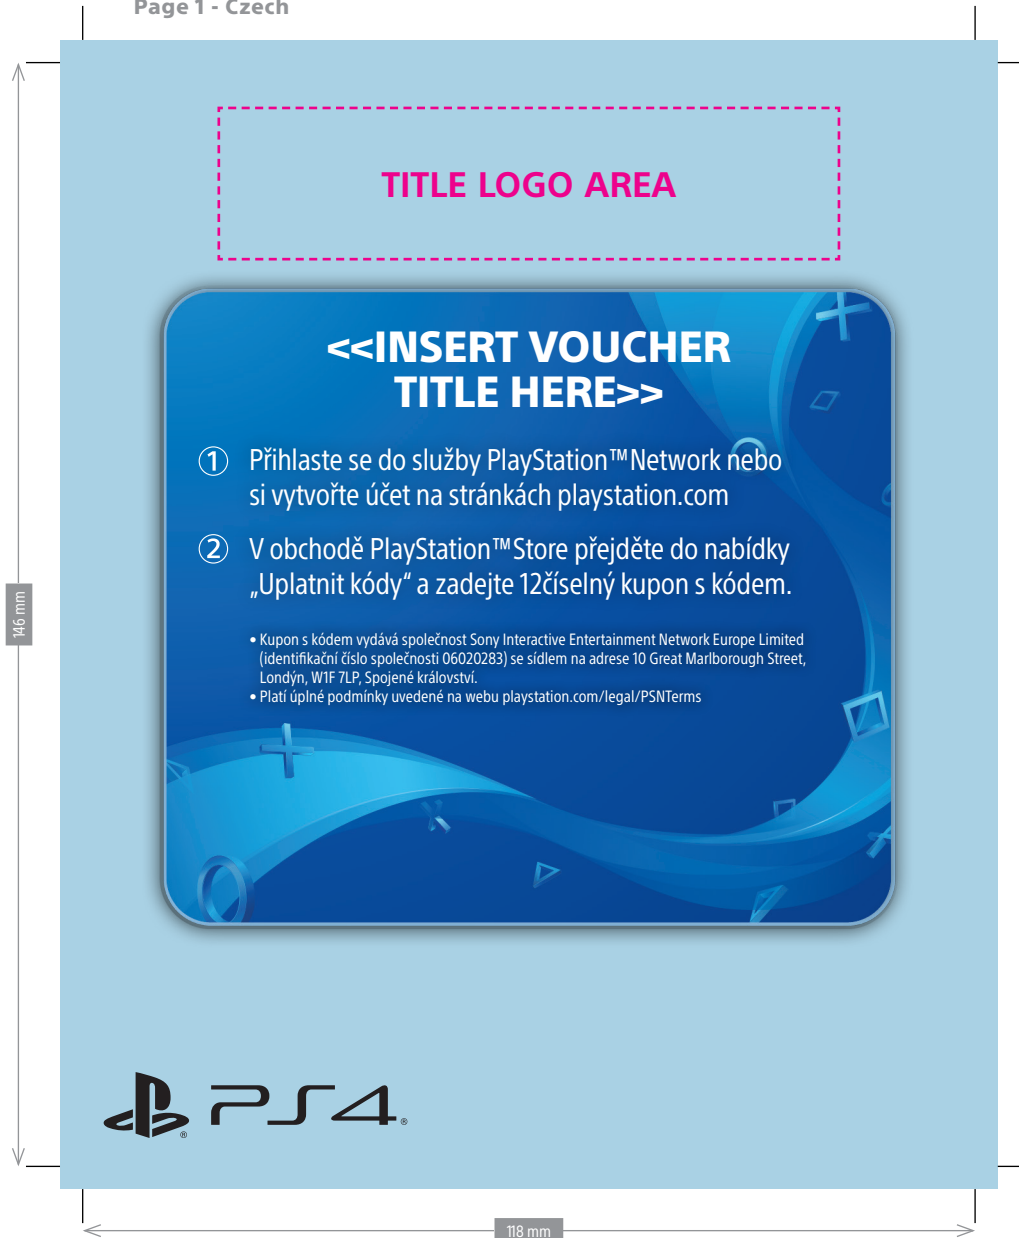 Page 1 - Czech
TITLE LOGO AREA
<<INSERT VOUCHER
TITLE HERE>>
1 Přihlaste se do služby PlayStation™Network nebo
si vytvořte účet na stránkách playstation.com
2 V obchodě PlayStation™Store přejděte do nabídky
„Uplatnit kódy“ a zadejte 12číselný kupon s kódem.
• Kupon s kódem vydává společnost Sony Interactive Entertainment Network Europe Limited
(identifikační číslo společnosti 06020283) se sídlem na adrese 10 Great Marlborough Street,
Londýn, W1F 7LP, Spojené království.
• Platí úplné podmínky uvedené na webu playstation.com/legal/PSNTerms
146 mm
® PS4®
118 mm